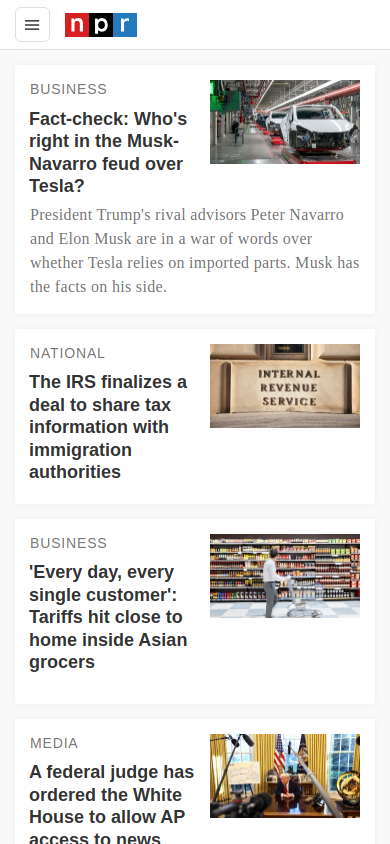 npr
BUSINESS
Fact-check: Who's
right in the Musk-
Navarro feud over
Tesla?
President Trump's rival advisors Peter Navarro
and Elon Musk are in a war of words over
whether Tesla relies on imported parts. Musk has
the facts on his side.
NATIONAL
The IRS finalizes a
deal to share tax
information with
immigration
authorities
INTERNAL
REVENUE
SERVICE
BUSINESS
'Every day, every
single customer':
Tariffs hit close to
home inside Asian
grocers
MEDIA
A federal judge has
ordered the White
House to allow AP
access to news